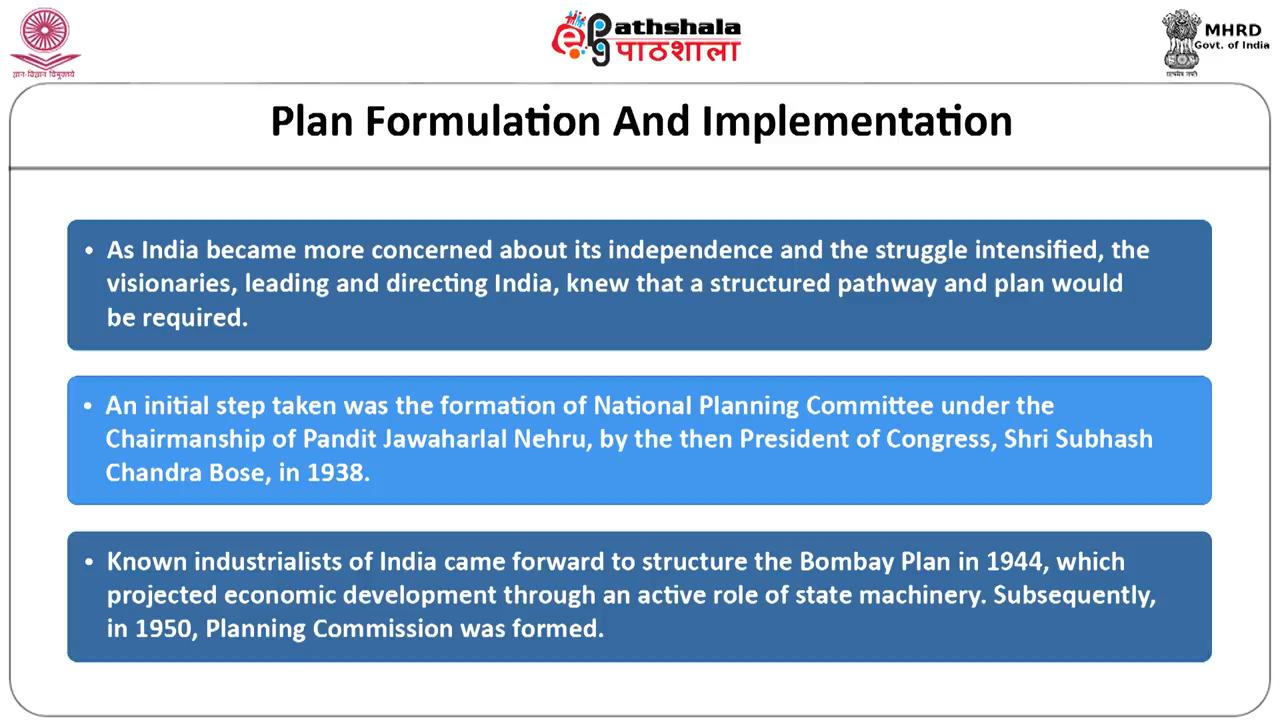 ज्ञान-विज्ञान विमुक्तये
e Pathshala
पाठशाला
MHRD
Govt. of India
सत्यमेव जयते
Plan Formulation And Implementation
• As India became more concerned about its independence and the struggle intensified, the
visionaries, leading and directing India, knew that a structured pathway and plan would
be required.
• An initial step taken was the formation of National Planning Committee under the
Chairmanship of Pandit Jawaharlal Nehru, by the then President of Congress, Shri Subhash
Chandra Bose, in 1938.
• Known industrialists of India came forward to structure the Bombay Plan in 1944, which
projected economic development through an active role of state machinery. Subsequently,
in 1950, Planning Commission was formed.